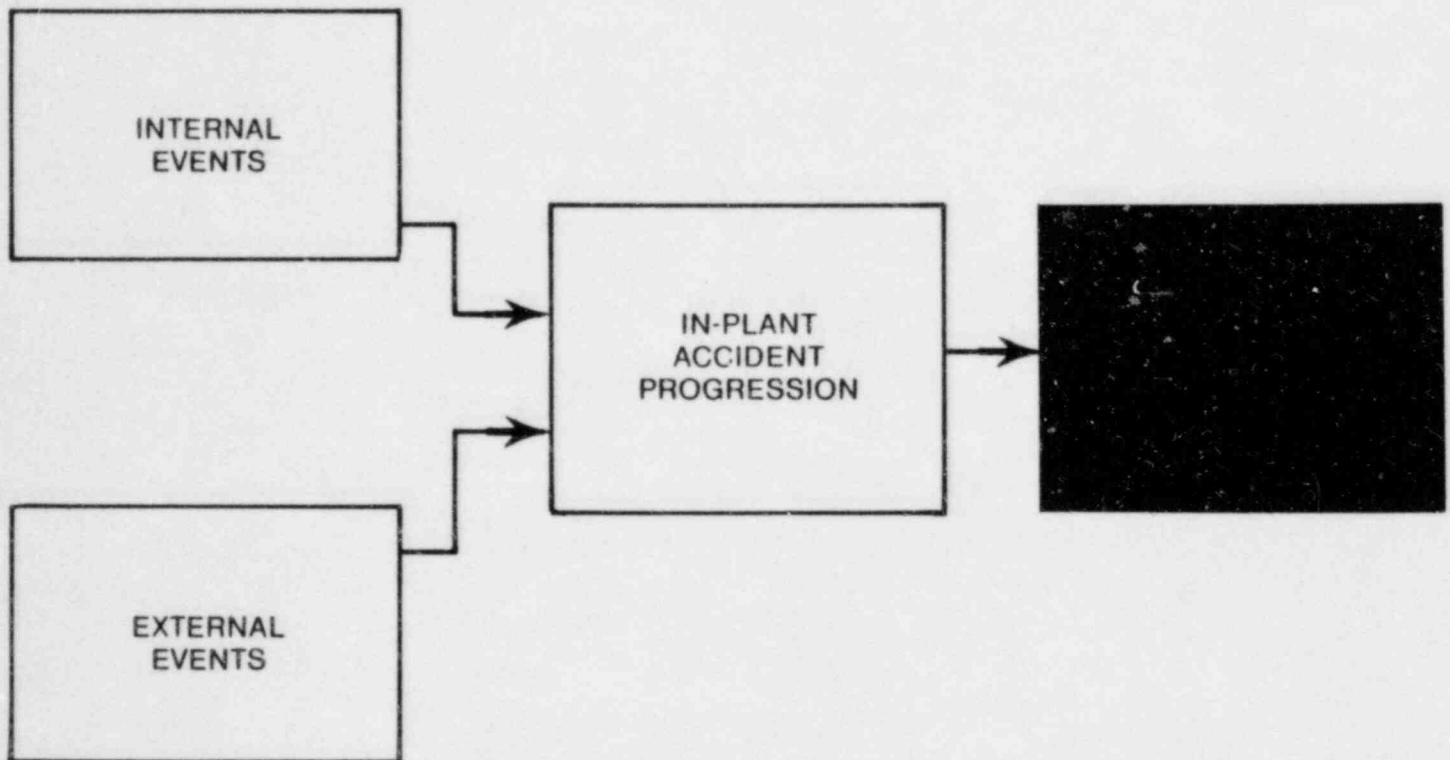 INTERNAL
EVENTS
IN-PLANT
ACCIDENT
PROGRESSION
EXTERNAL
EVENTS